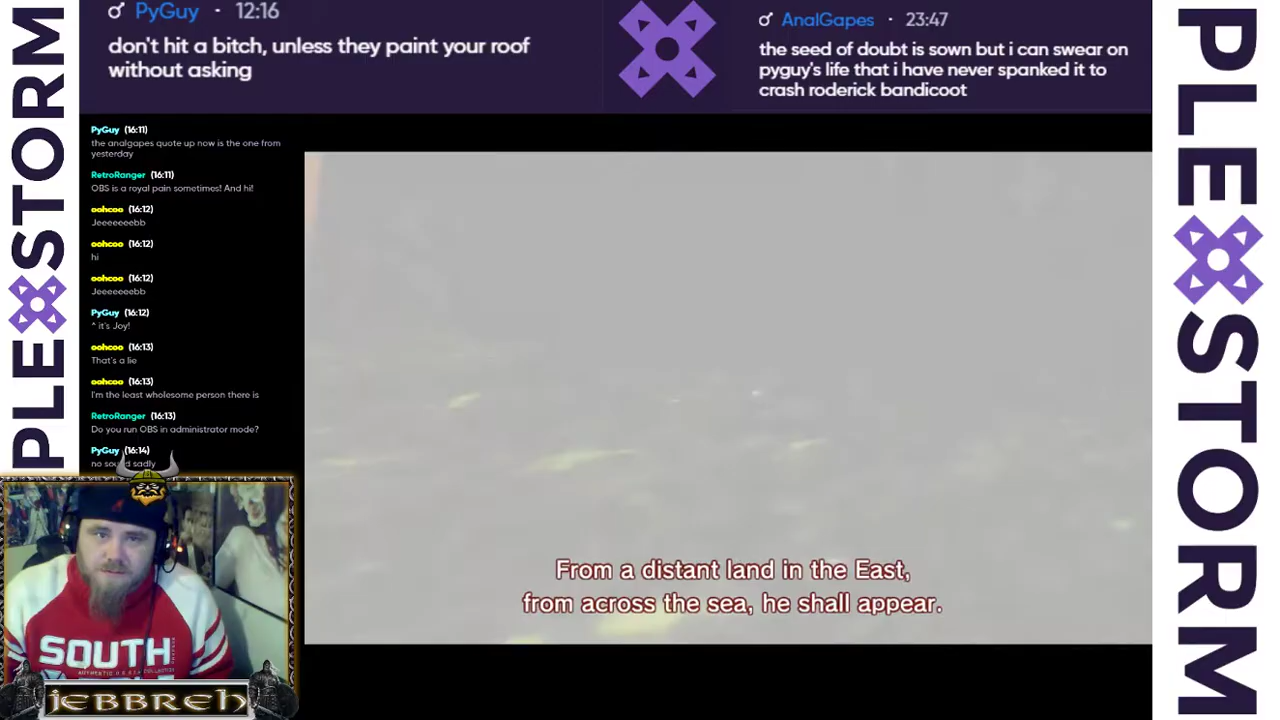 PLEXSTORM
PyGuy · 12:16
don't hit a bitch, unless they paint your roof
without asking
AnalGapes · 23:47
the seed of doubt is sown but i can swear on
pyguy's life that i have never spanked it to
crash roderick bandicoot
PyGuy (16:11)
the analgapes quote up now is the one from
yesterday
RetroRanger (16:11)
OBS is a royal pain sometimes! And hi!
oohcoo (16:12)
Jeeeeeeebb
oohcoo (16:12)
hi
oohcoo (16:12)
Jeeeeeeebb
PyGuy (16:12)
^ it's Joy!
oohcoo (16:13)
That's a lie
oohcoo (16:13)
I'm the least wholesome person there is
RetroRanger (16:13)
Do you run OBS in administrator mode?
PyGuy (16:14)
no sound sadly
From a distant land in the East,
from across the sea, he shall appear.
SOUTH
jEBBREH
PLEXSTORM